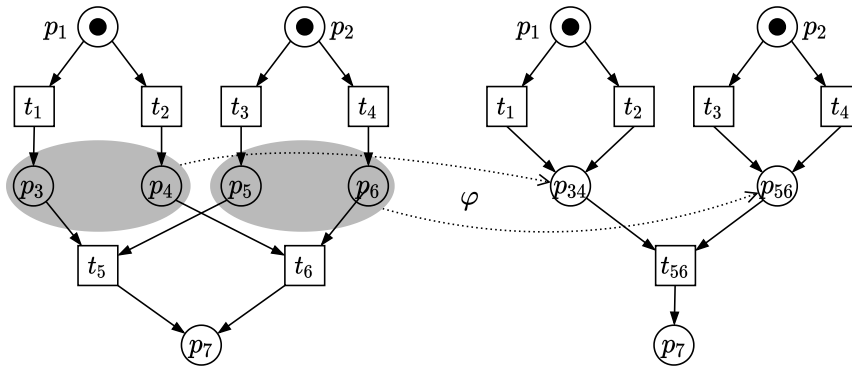 p1 p2 p1 p2
t1 t2 t3 t4 t1 t2 t3 t4
p3 p4 p5 p6 φ p34 p56
t5 t6 t56
p7 p7